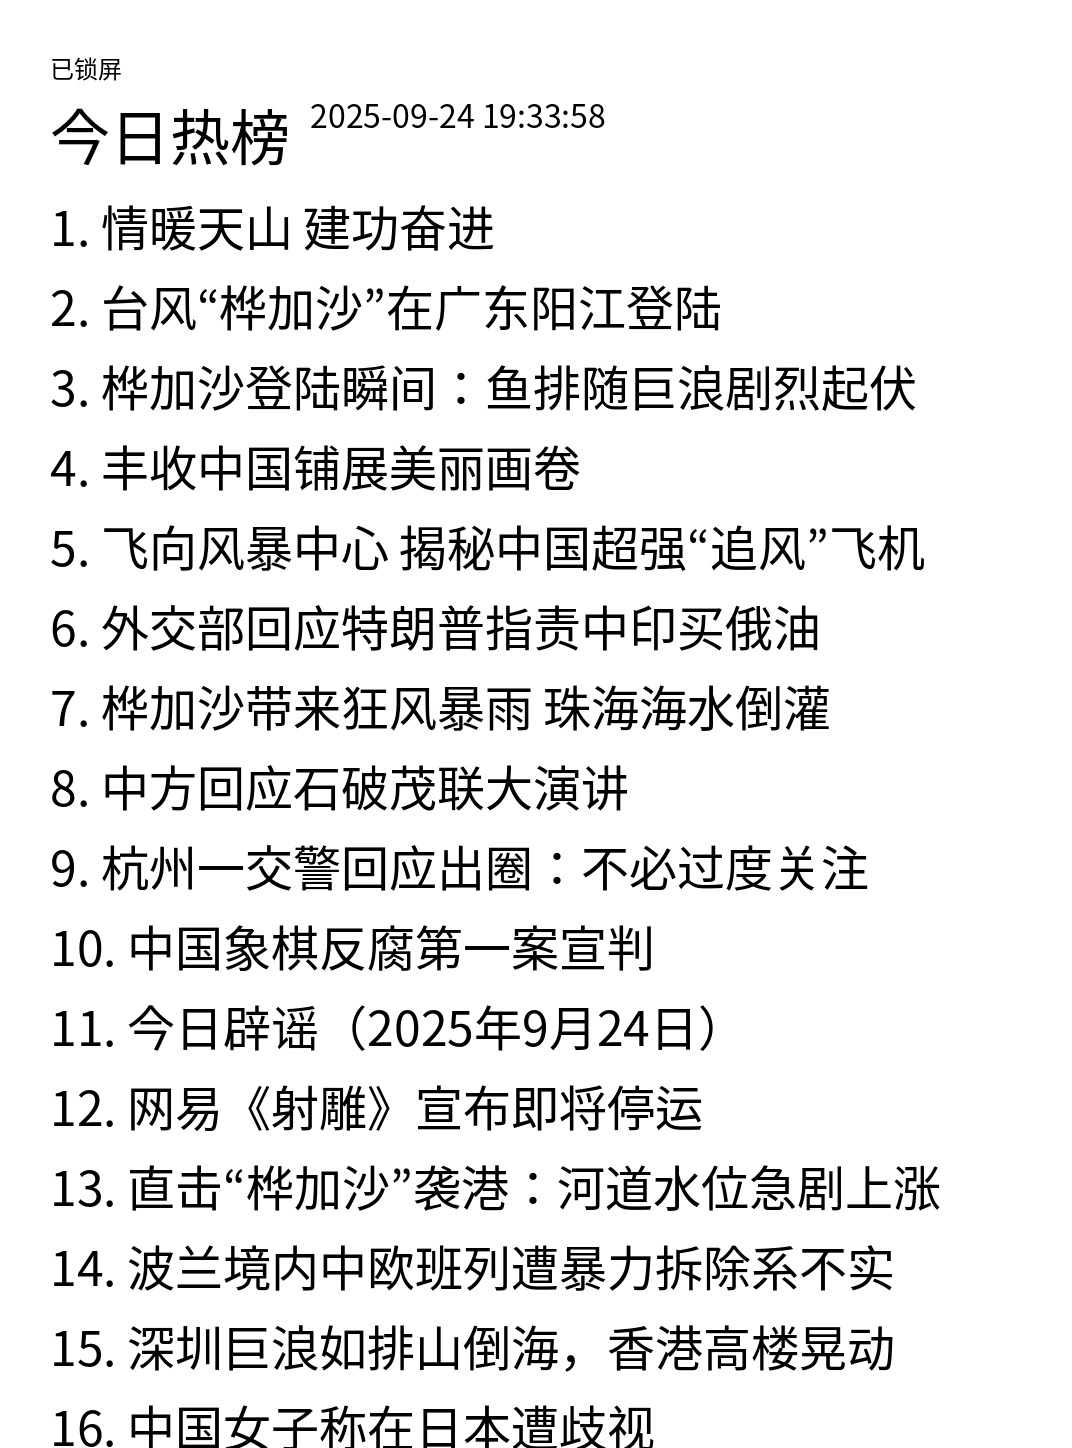 已锁屏
今日热榜 2025-09-24 19:33:58
1. 情暖天山 建功奋进
2. 台风“桦加沙”在广东阳江登陆
3. 桦加沙登陆瞬间：鱼排随巨浪剧烈起伏
4. 丰收中国铺展美丽画卷
5. 飞向风暴中心 揭秘中国超强“追风”飞机
6. 外交部回应特朗普指责中印买俄油
7. 桦加沙带来狂风暴雨 珠海海水倒灌
8. 中方回应石破茂联大演讲
9. 杭州一交警回应出圈：不必过度关注
10. 中国象棋反腐第一案宣判
11. 今日辟谣（2025年9月24日）
12. 网易《射雕》宣布即将停运
13. 直击“桦加沙”袭港：河道水位急剧上涨
14. 波兰境内中欧班列遭暴力拆除系不实
15. 深圳巨浪如排山倒海，香港高楼晃动
16. 中国女子称在日本遭歧视